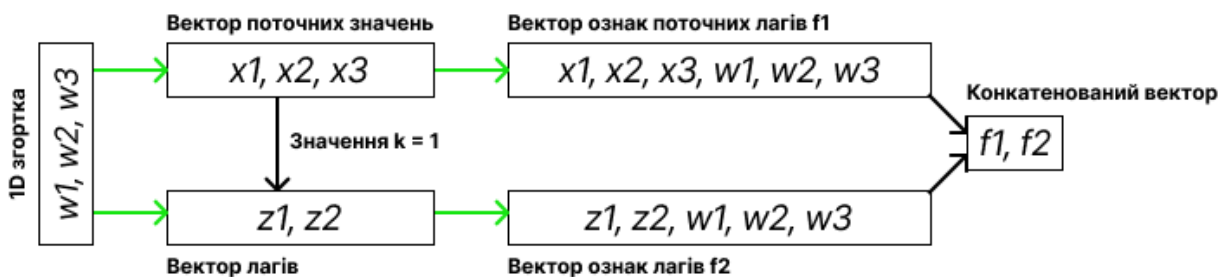 Вектор поточних значень
Вектор ознак поточних лагів f1
1D згортка
w1, w2, w3
x1, x2, x3
x1, x2, x3, w1, w2, w3
Конкатенований вектор
Значення k = 1
f1, f2
z1, z2
z1, z2, w1, w2, w3
Вектор лагів
Вектор ознак лагів f2